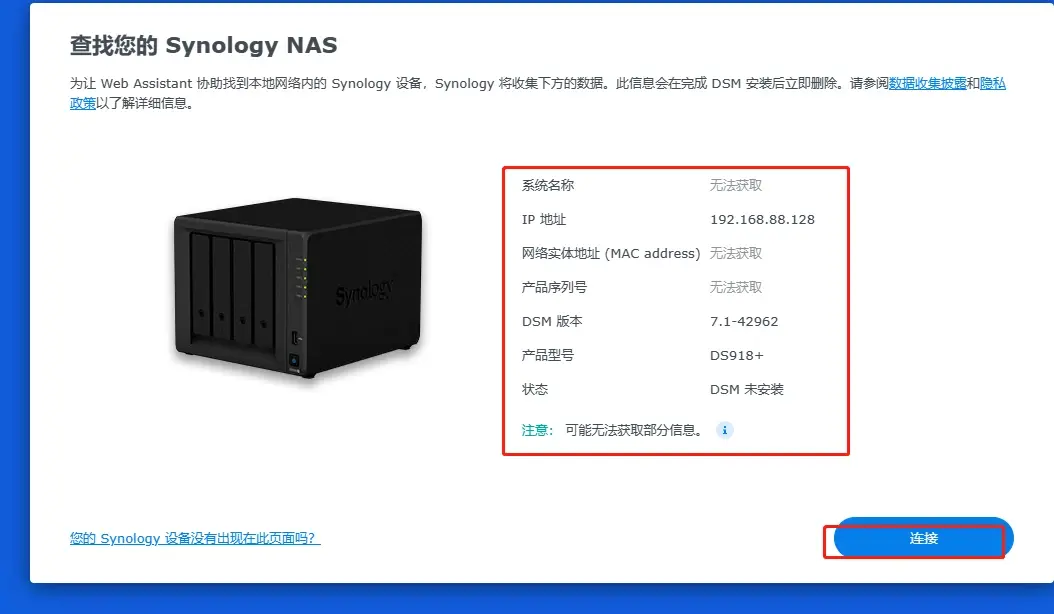 查找您的 Synology NAS
为让 Web Assistant 协助找到本地网络内的 Synology 设备，Synology 将收集下方的数据。此信息会在完成 DSM 安装后立即删除。请参阅数据收集披露和隐私
政策以了解详细信息。
系统名称 无法获取
IP 地址 192.168.88.128
网络实体地址 (MAC address) 无法获取
产品序列号 无法获取
DSM 版本 7.1-42962
产品型号 DS918+
状态 DSM 未安装
注意： 可能无法获取部分信息。
Synology
您的 Synology 设备没有出现在此页面吗？
连接